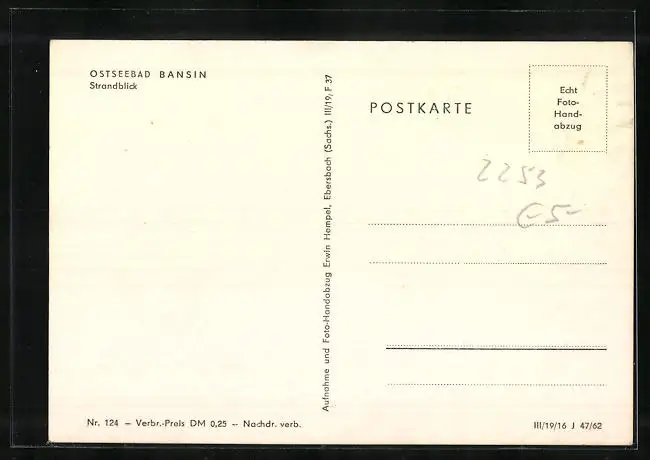 OSTSEEBAD BANSIN
Strandblick
Nr. 124 — Verbr.-Preis DM 0,25 — Nachdr. verb.
Aufnahme und Foto-Handabzug Erwin Hempel, Ebersbach (Sachs.) III/19, F 37
POSTKARTE
Echt
Foto-
Hand-
abzug
2253
€ 5-
III/19/16 J 47/62